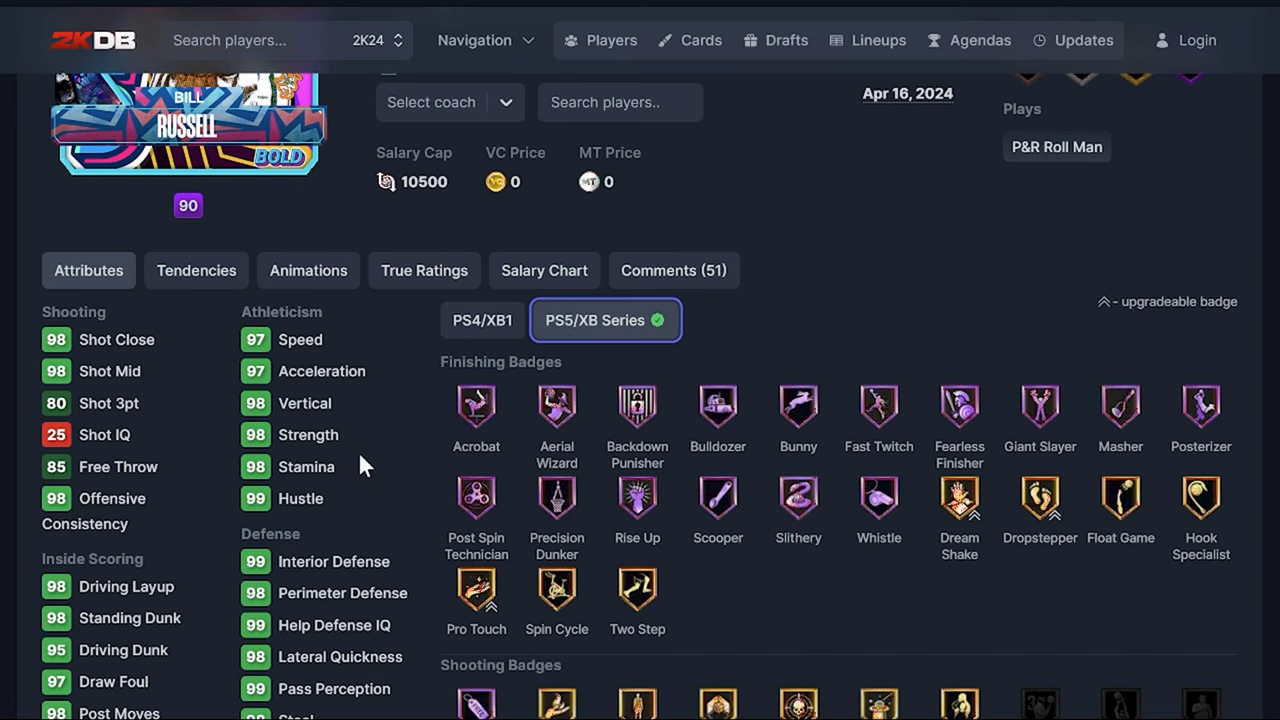 2KDB
Search players...
2K24
Navigation
Players
Cards
Drafts
Lineups
Agendas
Updates
Login
BILL
RUSSELL
BOLD
90
Select coach
Search players..
Apr 16, 2024
Plays
P&R Roll Man
Salary Cap
VC Price
MT Price
10500
VC 0
MT 0
Attributes
Tendencies
Animations
True Ratings
Salary Chart
Comments (51)
Shooting
98 Shot Close
98 Shot Mid
80 Shot 3pt
25 Shot IQ
85 Free Throw
98 Offensive
Consistency
Inside Scoring
98 Driving Layup
98 Standing Dunk
95 Driving Dunk
97 Draw Foul
98 Post Moves
Athleticism
97 Speed
97 Acceleration
98 Vertical
98 Strength
98 Stamina
99 Hustle
Defense
99 Interior Defense
98 Perimeter Defense
99 Help Defense IQ
98 Lateral Quickness
99 Pass Perception
98 Steal
PS4/XB1
PS5/XB Series
- upgradeable badge
Finishing Badges
Acrobat
Aerial
Wizard
Backdown
Punisher
Bulldozer
Bunny
Fast Twitch
Fearless
Finisher
Giant Slayer
Masher
Posterizer
Post Spin
Technician
Precision
Dunker
Rise Up
Scooper
Slithery
Whistle
Dream
Shake
Dropstepper
Float Game
Hook
Specialist
Pro Touch
Spin Cycle
Two Step
Shooting Badges